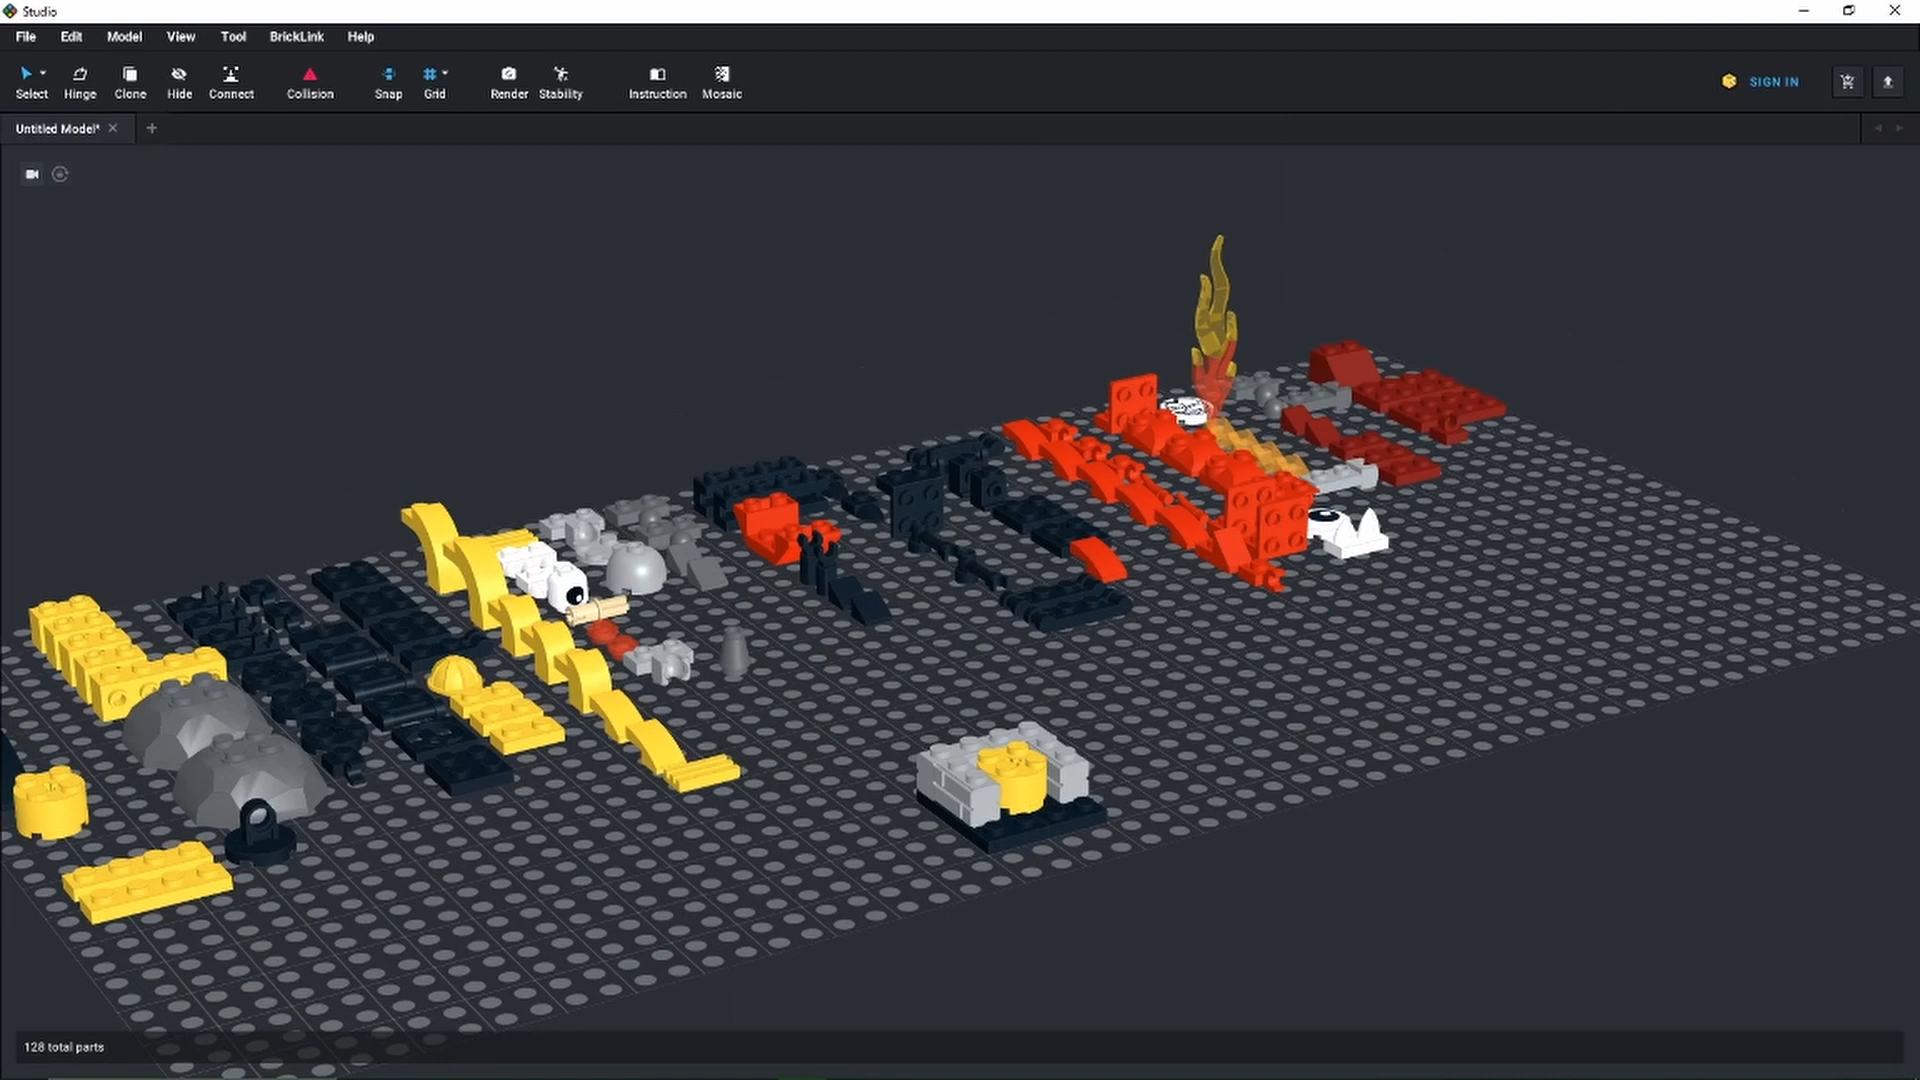 Studio
File Edit Model View Tool BrickLink Help
Select Hinge Clone Hide Connect Collision Snap Grid Render Stability Instruction Mosaic SIGN IN
Untitled Model*
128 total parts